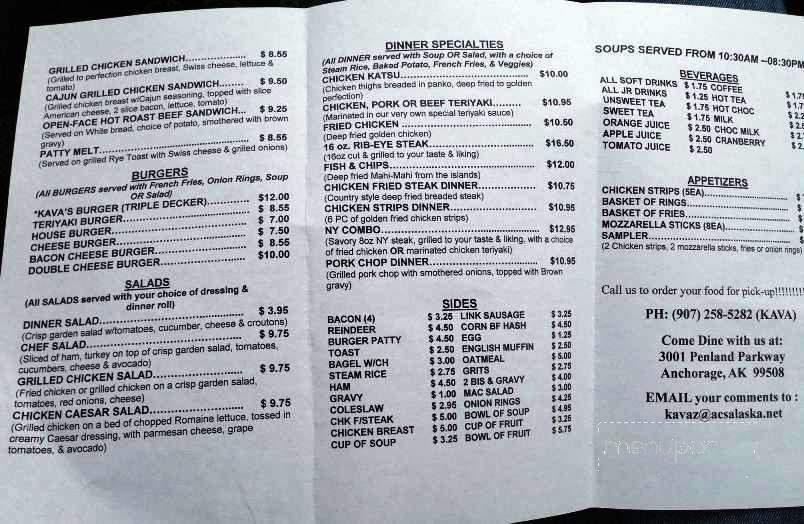 GRILLED CHICKEN SANDWICH................... $ 8.55
(Grilled to perfection chicken breast, Swiss cheese, lettuce &
tomato)
CAJUN GRILLED CHICKEN SANDWICH....... $ 9.50
(Grilled chicken breast w/Cajun seasoning, topped with slice
American cheese, 2 slice bacon, lettuce, tomato)
OPEN-FACE HOT ROAST BEEF SANDWICH... $ 9.25
(Served on White bread, choice of potato, smothered with brown
gravy)
PATTY MELT................................................ $ 8.55
(Served on grilled Rye Toast with Swiss cheese & grilled onions)
BURGERS
(All BURGERS served with French Fries, Onion Rings, Soup
OR Salad)
*KAVA'S BURGER (TRIPLE DECKER)............ $12.00
TERIYAKI BURGER.................................... $ 8.55
HOUSE BURGER........................................ $ 7.00
CHEESE BURGER...................................... $ 7.50
BACON CHEESE BURGER........................... $ 8.55
DOUBLE CHEESE BURGER......................... $10.00
SALADS
(All SALADS served with your choice of dressing &
dinner roll)
DINNER SALAD........................................... $ 3.95
(Crisp garden salad w/tomatoes, cucumber, cheese & croutons)
CHEF SALAD.............................................. $ 9.75
(Sliced of ham, turkey on top of crisp garden salad, tomatoes,
cucumbers, cheese & avocado)
GRILLED CHICKEN SALAD......................... $ 9.75
(Fried chicken or grilled chicken on a crisp garden salad,
tomatoes, red onions, cheese)
CHICKEN CAESAR SALAD........................... $ 9.75
(Grilled chicken on a bed of chopped Romaine lettuce, tossed in
creamy Caesar dressing, with parmesan cheese, grape
tomatoes, & avocado)
DINNER SPECIALTIES
(All DINNER served with Soup OR Salad, with a choice of
Steam Rice, Baked Potato, French Fries, & Veggies)
CHICKEN KATSU....................................... $10.00
(Chicken thighs breaded in panko, deep fried to golden
perfection)
CHICKEN, PORK OR BEEF TERIYAKI......... $10.95
(Marinated in our very own special teriyaki sauce)
FRIED CHICKEN ....................................... $10.50
(Deep fried golden chicken)
16 oz. RIB-EYE STEAK............................... $16.50
(16oz cut & grilled to your taste & liking)
FISH & CHIPS............................................ $12.00
(Deep fried Mahi-Mahi from the islands)
CHICKEN FRIED STEAK DINNER................ $10.75
(Country style deep fried breaded steak)
CHICKEN STRIPS DINNER......................... $10.95
(6 PC of golden fried chicken strips)
NY COMBO................................................ $12.95
(Savory 8oz NY steak, grilled to your taste & liking, with a choice
of fried chicken OR marinated chicken teriyaki)
PORK CHOP DINNER................................. $10.95
(Grilled pork chop with smothered onions, topped with Brown
gravy)
SIDES
BACON (4) $ 3.25 LINK SAUSAGE $ 3.25
REINDEER $ 4.50 CORN BF HASH $ 4.50
BURGER PATTY $ 4.50 EGG $ 1.25
TOAST $ 2.50 ENGLISH MUFFIN $ 2.50
BAGEL W/CH $ 3.00 OATMEAL $ 5.00
STEAM RICE $ 2.75 GRITS $ 2.75
HAM $ 4.50 2 BIS & GRAVY $ 4.00
GRAVY $ 1.00 MAC SALAD $ 3.00
COLESLAW $ 2.95 ONION RINGS $ 4.25
CHK F/STEAK $ 5.00 BOWL OF SOUP $ 4.95
CHICKEN BREAST $ 5.00 CUP OF FRUIT $ 3.25
CUP OF SOUP $ 3.25 BOWL OF FRUIT $ 5.75
SOUPS SERVED FROM 10:30AM –08:30PM
BEVERAGES
ALL SOFT DRINKS $ 1.75 COFFEE
ALL JR DRINKS $ 1.25 HOT TEA
UNSWEET TEA $ 1.75 HOT CHOC
SWEET TEA $ 1.75 MILK
ORANGE JUICE $ 2.50 CHOC MILK
APPLE JUICE $ 2.50 CRANBERRY
TOMATO JUICE $ 2.50
APPETIZERS
CHICKEN STRIPS (5EA)
BASKET OF RINGS
BASKET OF FRIES
MOZZARELLA STICKS (8EA)
SAMPLER
(2 Chicken strips, 2 mozzarella sticks, fries or onion rings)
Call us to order your food for pick-up!!!!!!!!!!
PH: (907) 258-5282 (KAVA)
Come Dine with us at:
3001 Penland Parkway
Anchorage, AK 99508
EMAIL your comments to :
kavaz@acsalaska.net